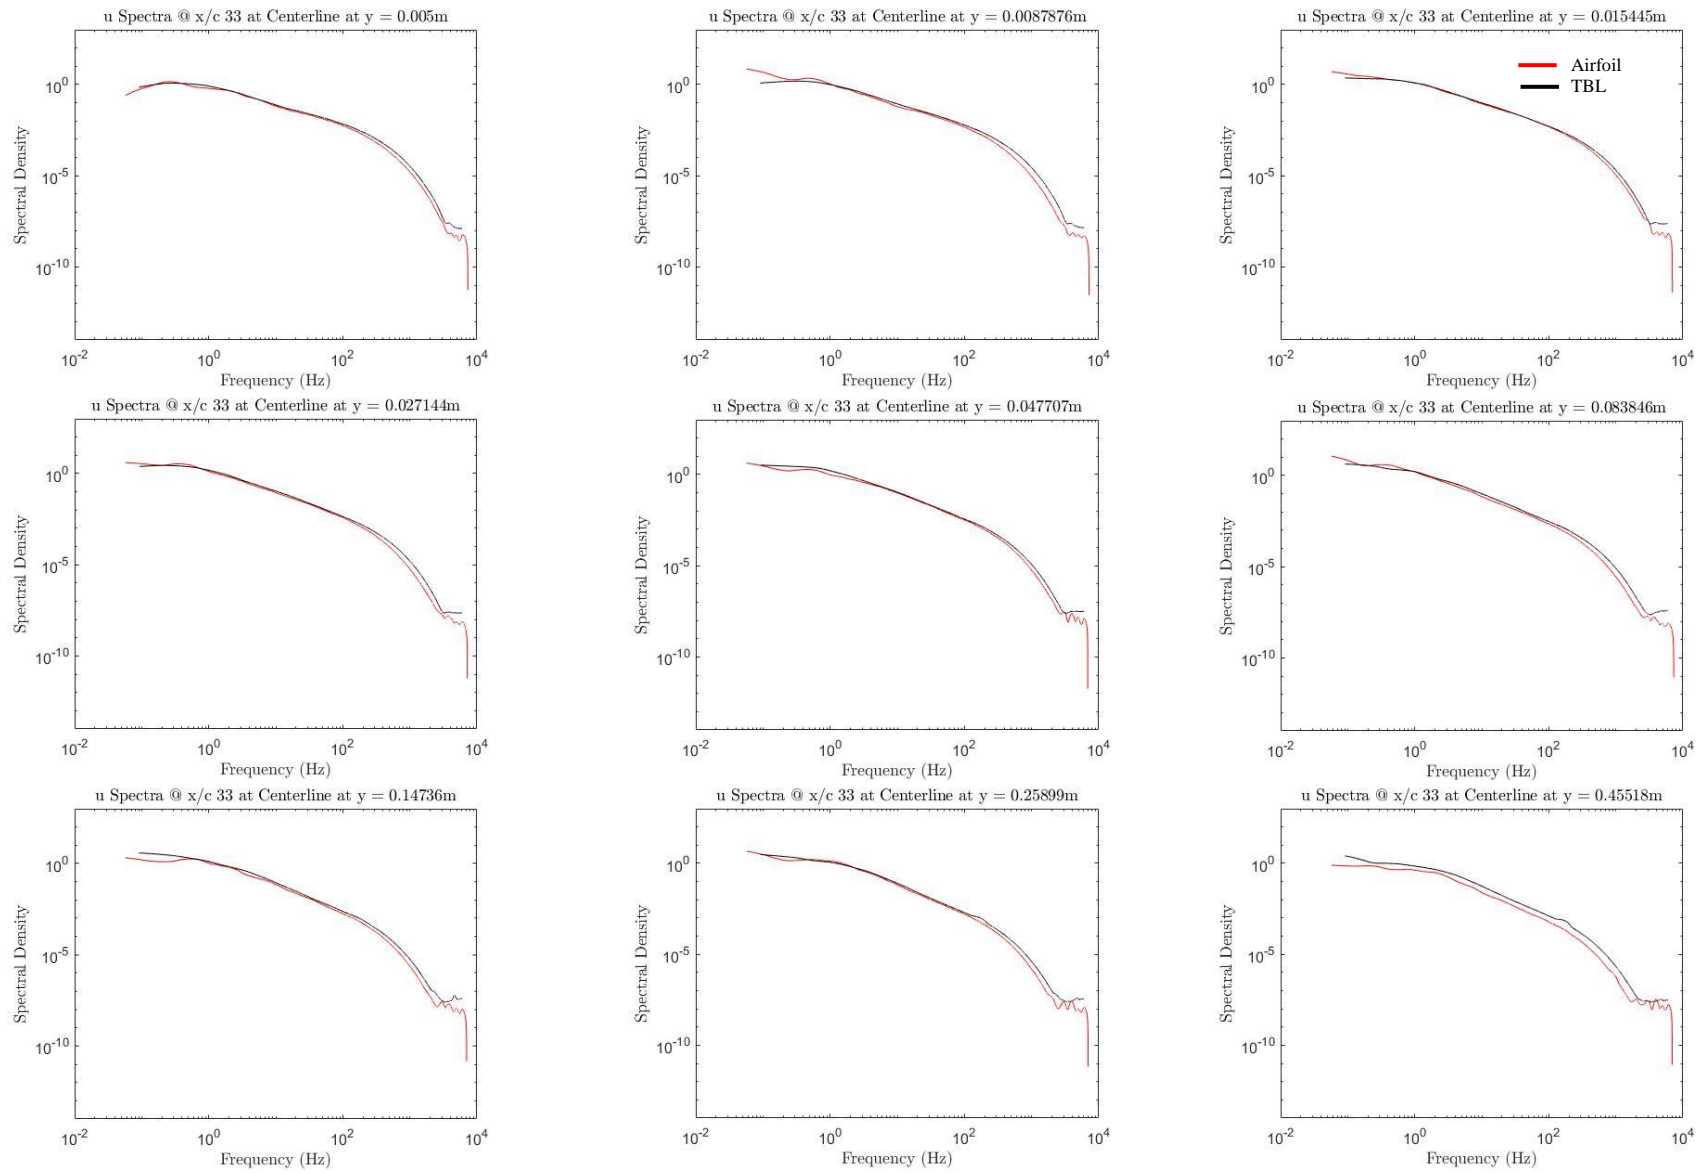 u Spectra @ x/c 33 at Centerline at y = 0.005m
10^0
10^-5
10^-10
Spectral Density
10^-2
10^0
10^2
10^4
Frequency (Hz)
u Spectra @ x/c 33 at Centerline at y = 0.0087876m
10^0
10^-5
10^-10
Spectral Density
10^-2
10^0
10^2
10^4
Frequency (Hz)
u Spectra @ x/c 33 at Centerline at y = 0.015445m
Airfoil
TBL
10^0
10^-5
10^-10
Spectral Density
10^-2
10^0
10^2
10^4
Frequency (Hz)
u Spectra @ x/c 33 at Centerline at y = 0.027144m
10^0
10^-5
10^-10
Spectral Density
10^-2
10^0
10^2
10^4
Frequency (Hz)
u Spectra @ x/c 33 at Centerline at y = 0.047707m
10^0
10^-5
10^-10
Spectral Density
10^-2
10^0
10^2
10^4
Frequency (Hz)
u Spectra @ x/c 33 at Centerline at y = 0.083846m
10^0
10^-5
10^-10
Spectral Density
10^-2
10^0
10^2
10^4
Frequency (Hz)
u Spectra @ x/c 33 at Centerline at y = 0.14736m
10^0
10^-5
10^-10
Spectral Density
10^-2
10^0
10^2
10^4
Frequency (Hz)
u Spectra @ x/c 33 at Centerline at y = 0.25899m
10^0
10^-5
10^-10
Spectral Density
10^-2
10^0
10^2
10^4
Frequency (Hz)
u Spectra @ x/c 33 at Centerline at y = 0.45518m
10^0
10^-5
10^-10
Spectral Density
10^-2
10^0
10^2
10^4
Frequency (Hz)